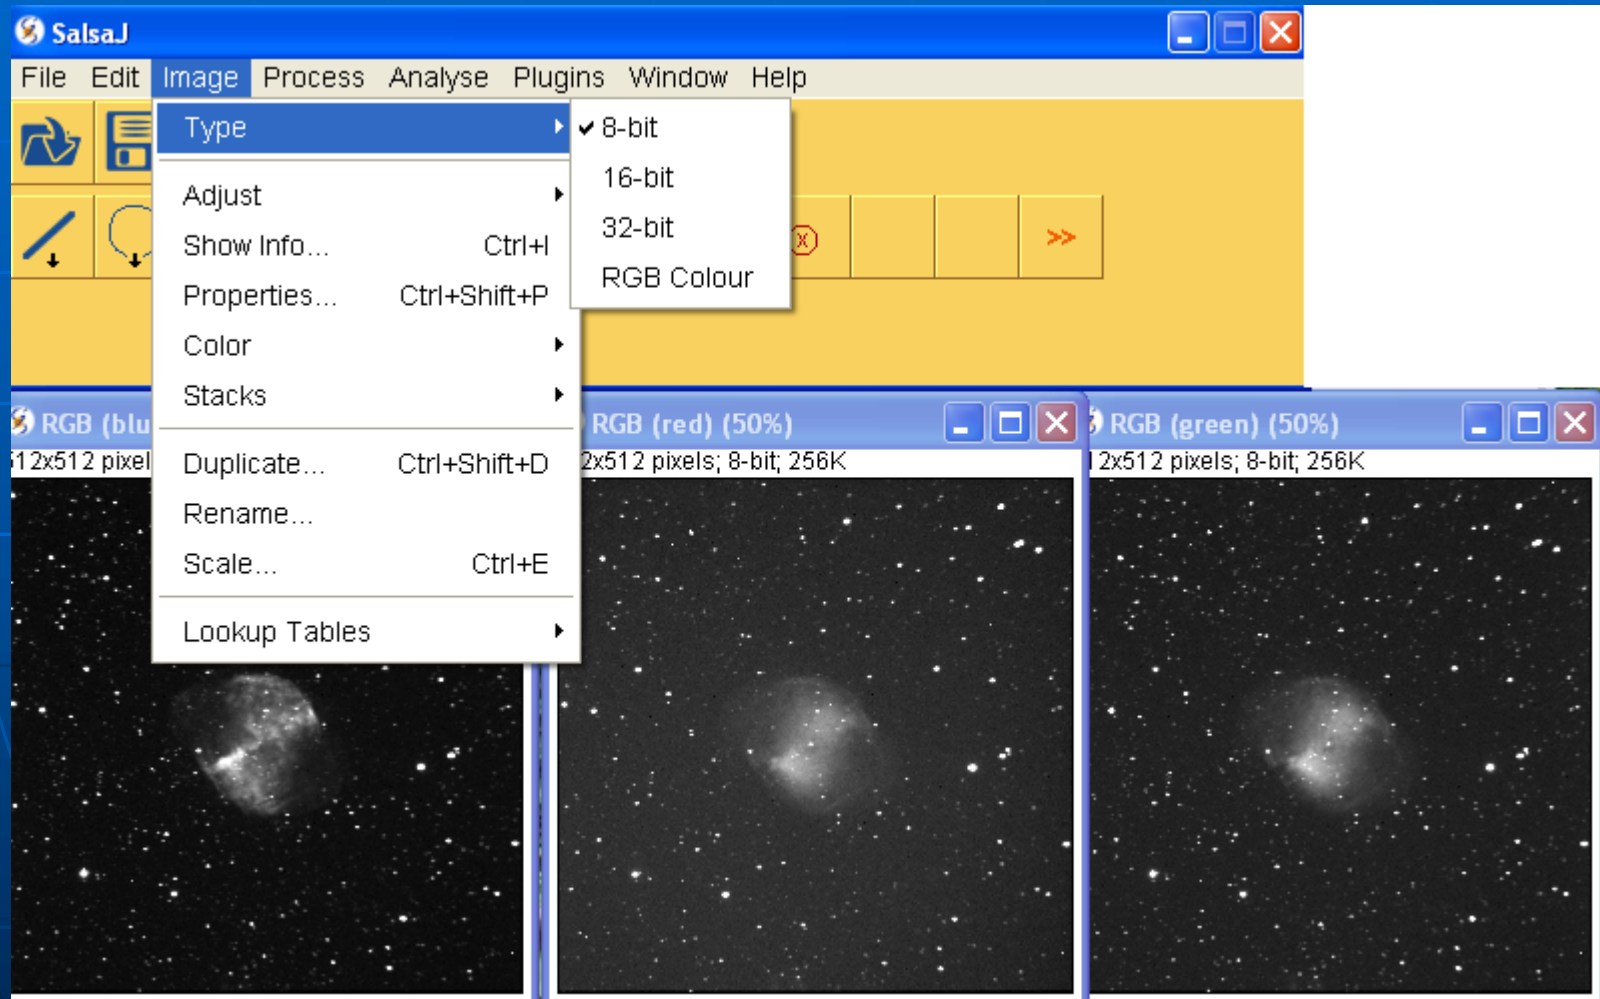 SalsaJ
File Edit Image Process Analyse Plugins Window Help
Type
8-bit
16-bit
32-bit
RGB Colour
Adjust
Show Info... Ctrl+I
Properties... Ctrl+Shift+P
Color
Stacks
Duplicate... Ctrl+Shift+D
Rename...
Scale... Ctrl+E
Lookup Tables
>>
RGB (blu
12x512 pixel
RGB (red) (50%)
2x512 pixels; 8-bit; 256K
RGB (green) (50%)
2x512 pixels; 8-bit; 256K